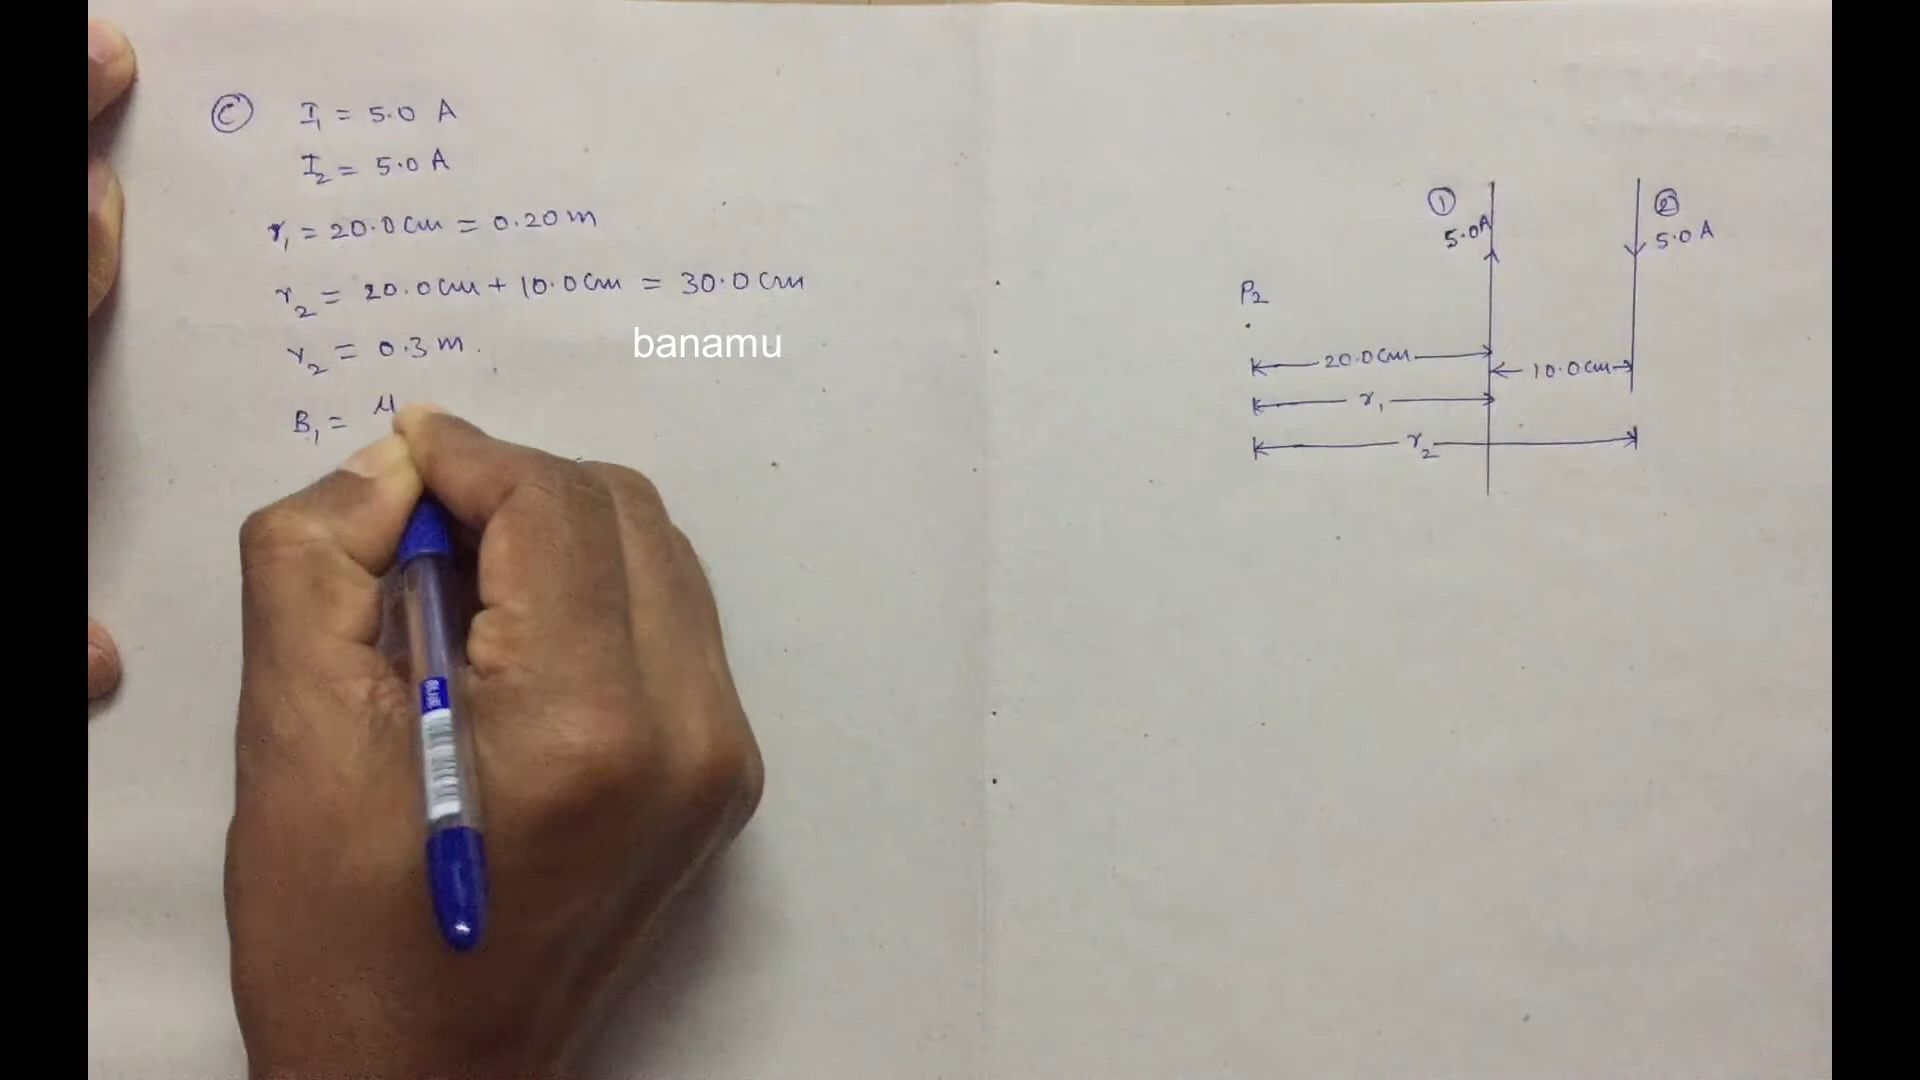 C I₁ = 5.0 A
I₂ = 5.0 A
r₁ = 20.0 cm = 0.20 m
r₂ = 20.0 cm + 10.0 cm = 30.0 cm
r₂ = 0.3 m.
B₁ = μ
banamu
1 2
5.0A 5.0 A
P₂
20.0 cm 10.0 cm
r₁
r₂